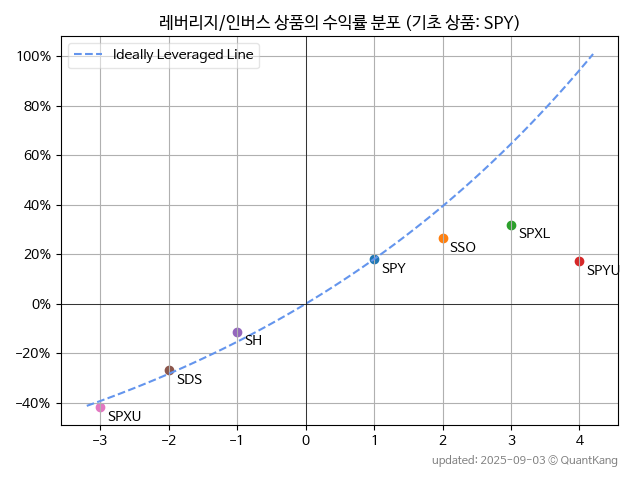 레버리지/인버스 상품의 수익률 분포 (기초 상품: SPY)
Ideally Leveraged Line
100%
80%
60%
40%
20%
0%
−20%
−40%
SPY
SSO
SPXL
SPYU
SH
SDS
SPXU
−3
−2
−1
0
1
2
3
4
updated: 2025-09-03 © QuantKang